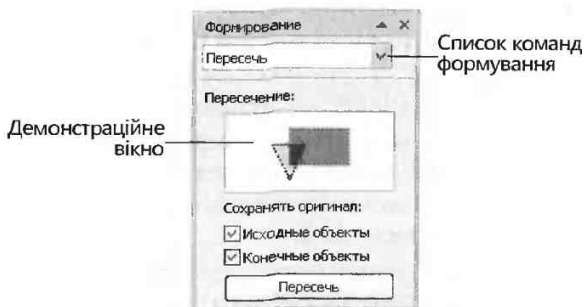 Формирование
Пересечь
Список команд
формування
Пересечение:
Демонстраційне
вікно
Сохранять оригинал:
Исходные объекты
Конечные объекты
Пересечь